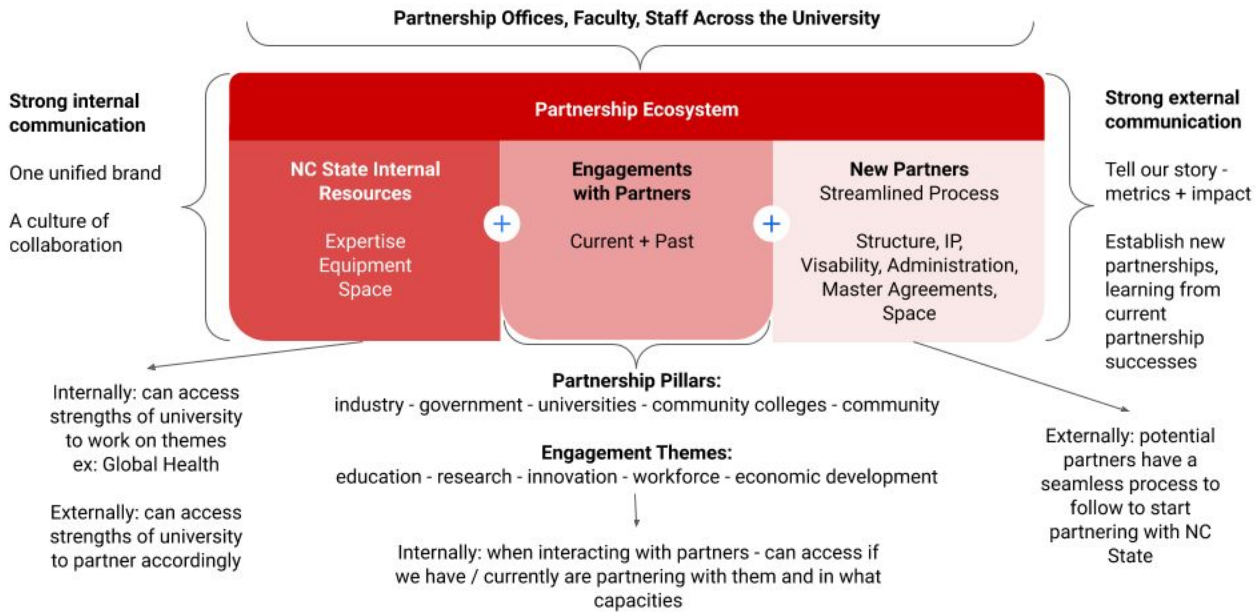 Partnership Offices, Faculty, Staff Across the University
Strong internal
communication
One unified brand
A culture of
collaboration
Partnership Ecosystem
NC State Internal
Resources
Expertise
Equipment
Space
+
Engagements
with Partners
Current + Past
+
New Partners
Streamlined Process
Structure, IP,
Visability, Administration,
Master Agreements,
Space
Strong external
communication
Tell our story -
metrics + impact
Establish new
partnerships,
learning from
current
partnership
successes
Internally: can access
strengths of university
to work on themes
ex: Global Health
Externally: can access
strengths of university
to partner accordingly
Partnership Pillars:
industry - government - universities - community colleges - community
Engagement Themes:
education - research - innovation - workforce - economic development
Internally: when interacting with partners - can access if
we have / currently are partnering with them and in what
capacities
Externally: potential
partners have a
seamless process to
follow to start
partnering with NC
State